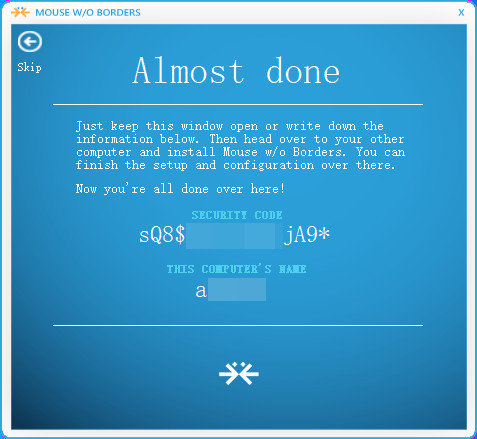 MOUSE W/O BORDERS
X
Skip
Almost done
Just keep this window open or write down the
information below. Then head over to your other
computer and install Mouse w/o Borders. You can
finish the setup and configuration over there.
Now you're all done over here!
SECURITY CODE
sQ8$ jA9*
THIS COMPUTER'S NAME
a